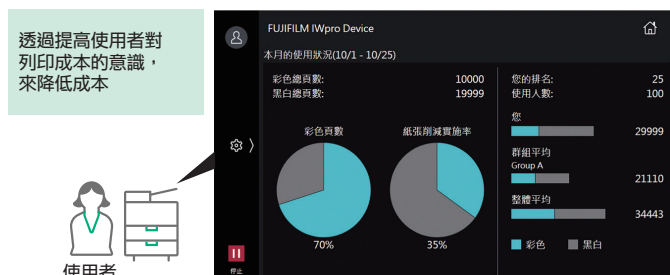 透過提高使用者對
列印成本的意識，
來降低成本
FUJIFILM IWpro Device
本月的使用狀況(10/1 - 10/25)
彩色總頁數: 10000
黑白總頁數: 19999
彩色頁數
70%
紙張削減實施率
35%
您的排名: 25
使用人數: 100
您
29999
群組平均
Group A
21110
整體平均
34443
彩色 黑白
停止
使用者